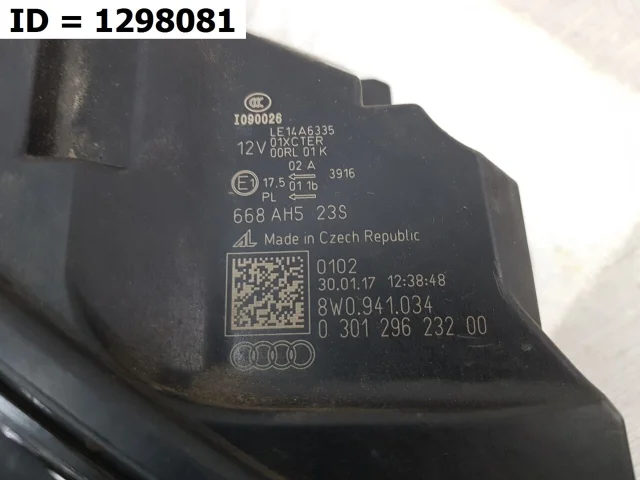 ID = 1298081
CCC
I090026
LE14A6335
12V 01XCTER
00RL 01 K
02 A
E1 17,5 3916
01 1b
PL
668 AH5 23S
AL Made in Czech Republic
0102
30.01.17 12:38:48
8W0.941.034
0 301 296 232 00